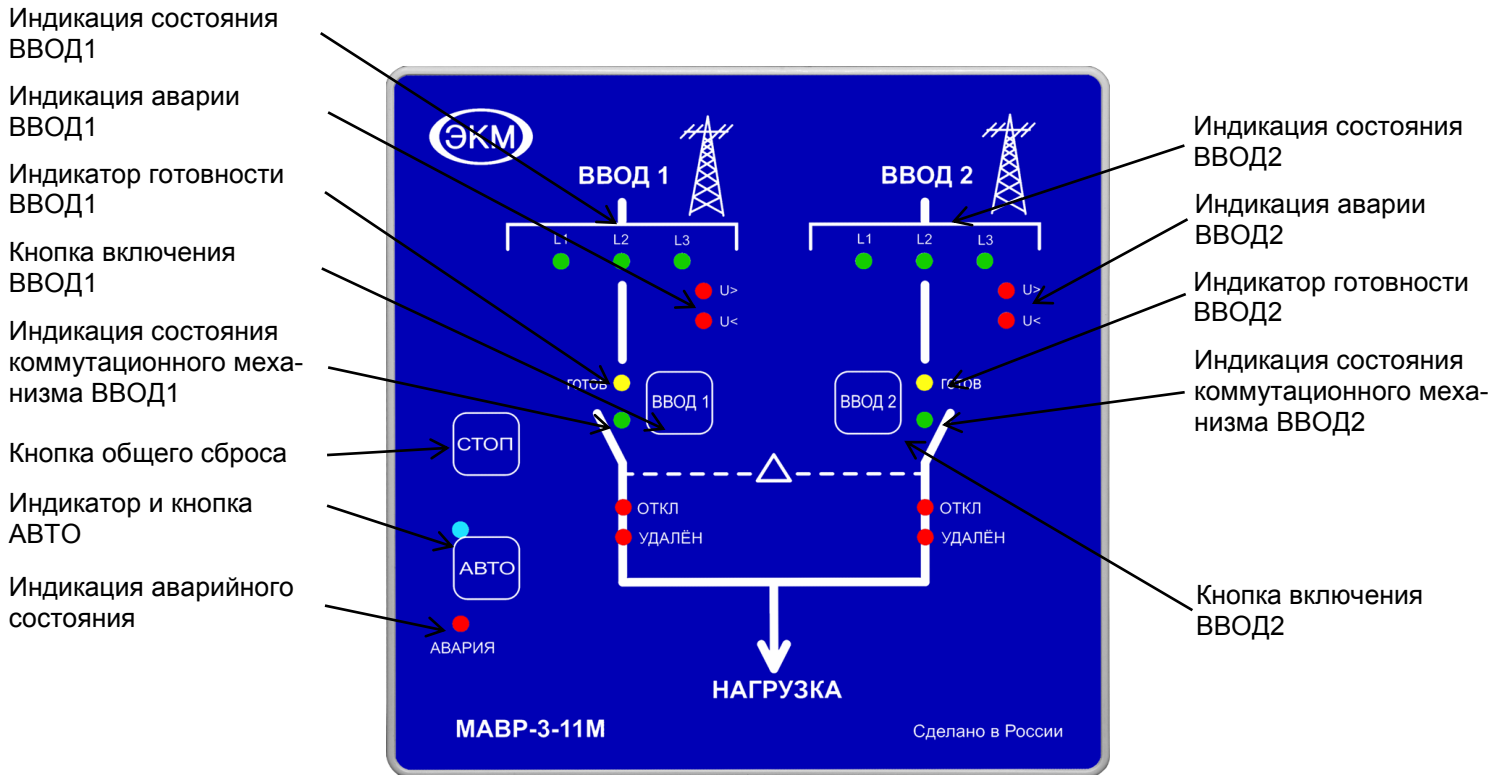 Индикация состояния
ВВОД1
Индикация аварии
ВВОД1
Индикатор готовности
ВВОД1
Кнопка включения
ВВОД1
Индикация состояния
коммутационного меха-
низма ВВОД1
Кнопка общего сброса
Индикатор и кнопка
АВТО
Индикация аварийного
состояния
ЭКМ
ВВОД 1
ВВОД 2
L1 L2 L3
L1 L2 L3
U>
U<
U>
U<
ГОТОВ
ВВОД 1
ВВОД 2
ГОТОВ
СТОП
ОТКЛ
УДАЛЁН
ОТКЛ
УДАЛЁН
АВТО
АВАРИЯ
НАГРУЗКА
МАВР-3-11М
Сделано в России
Индикация состояния
ВВОД2
Индикация аварии
ВВОД2
Индикатор готовности
ВВОД2
Индикация состояния
коммутационного меха-
низма ВВОД2
Кнопка включения
ВВОД2